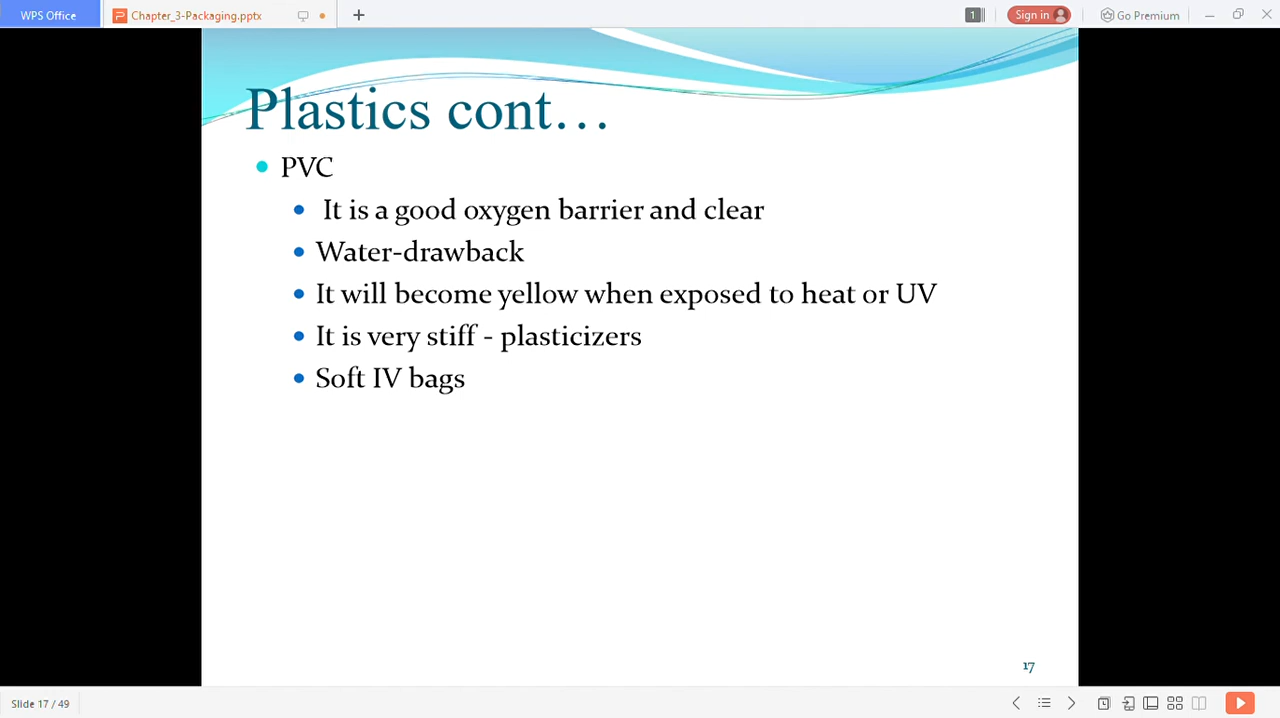 WPS Office
Chapter_3-Packaging.pptx
1
Sign in
Go Premium
Plastics cont…
PVC
It is a good oxygen barrier and clear
Water-drawback
It will become yellow when exposed to heat or UV
It is very stiff - plasticizers
Soft IV bags
17
Slide 17 / 49